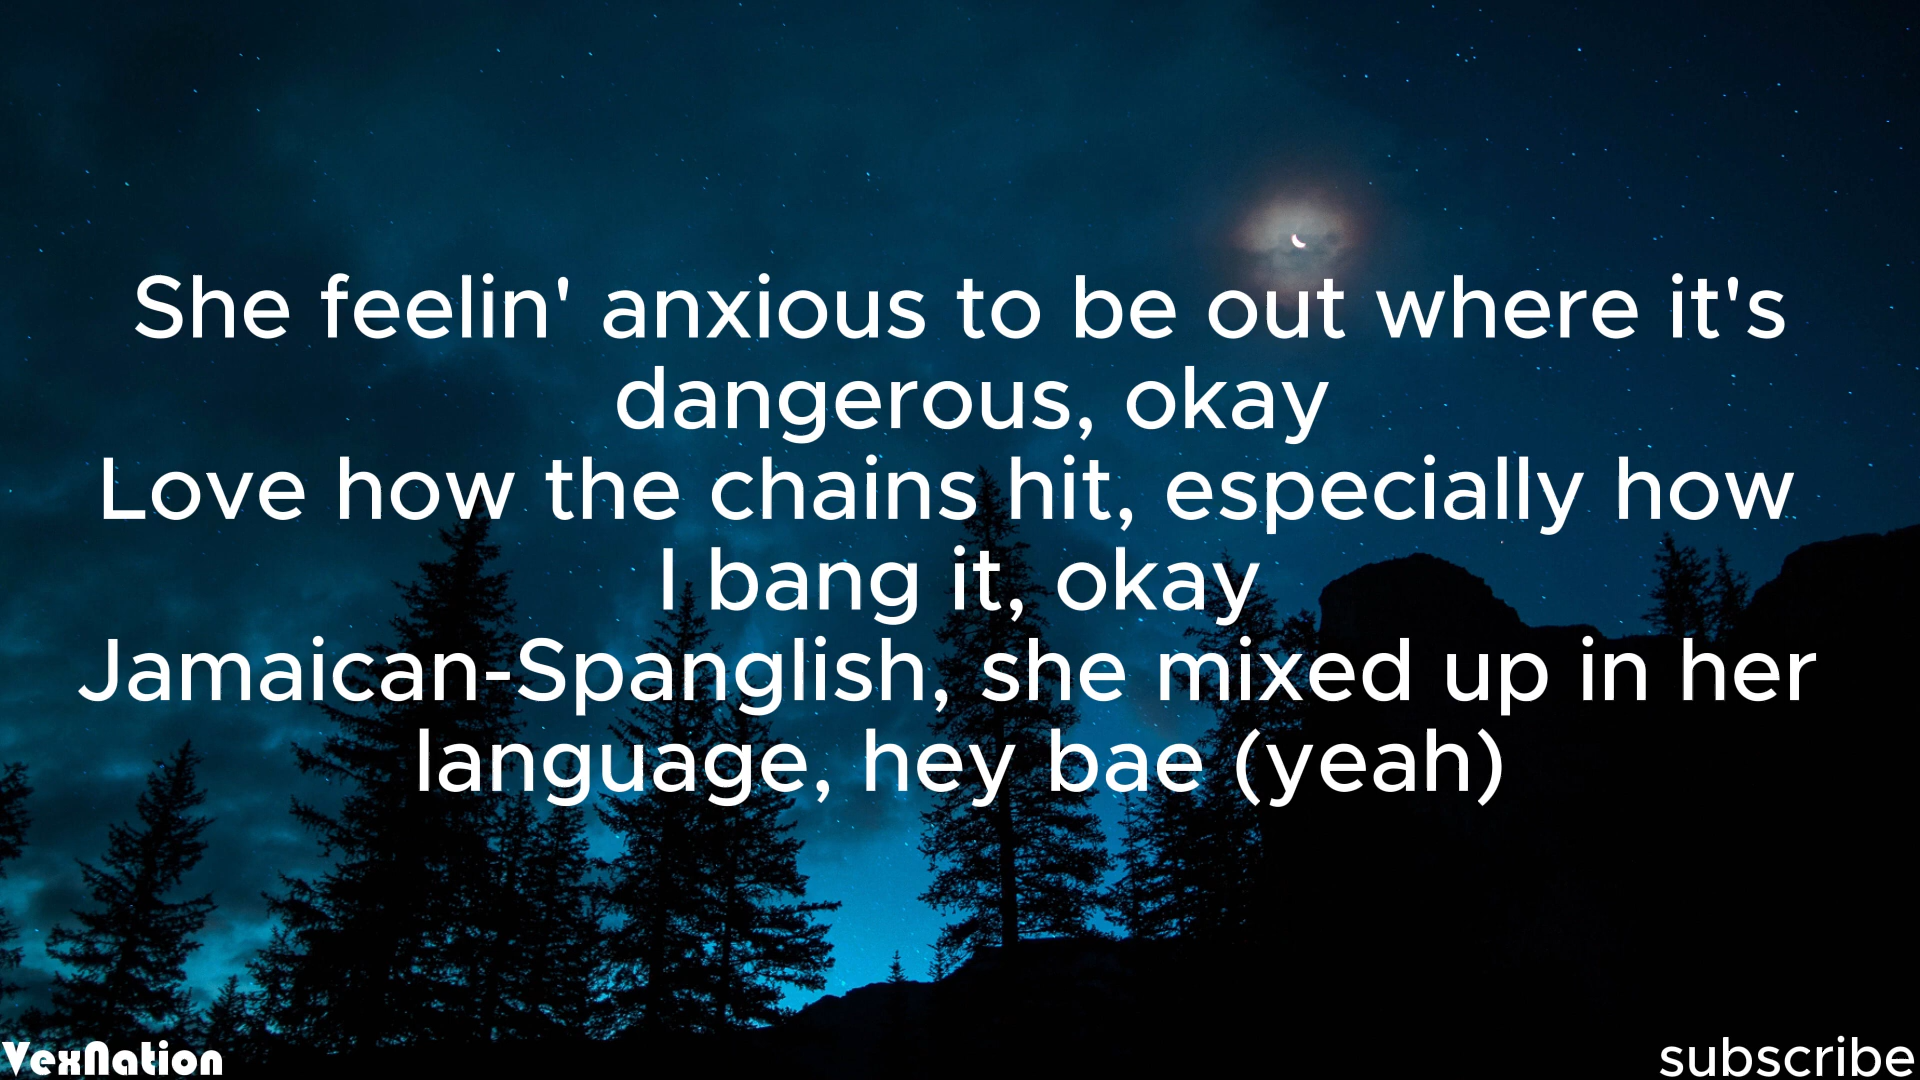 She feelin' anxious to be out where it's
dangerous, okay
Love how the chains hit, especially how
I bang it, okay
Jamaican-Spanglish, she mixed up in her
language, hey bae (yeah)
VexNation
subscribe